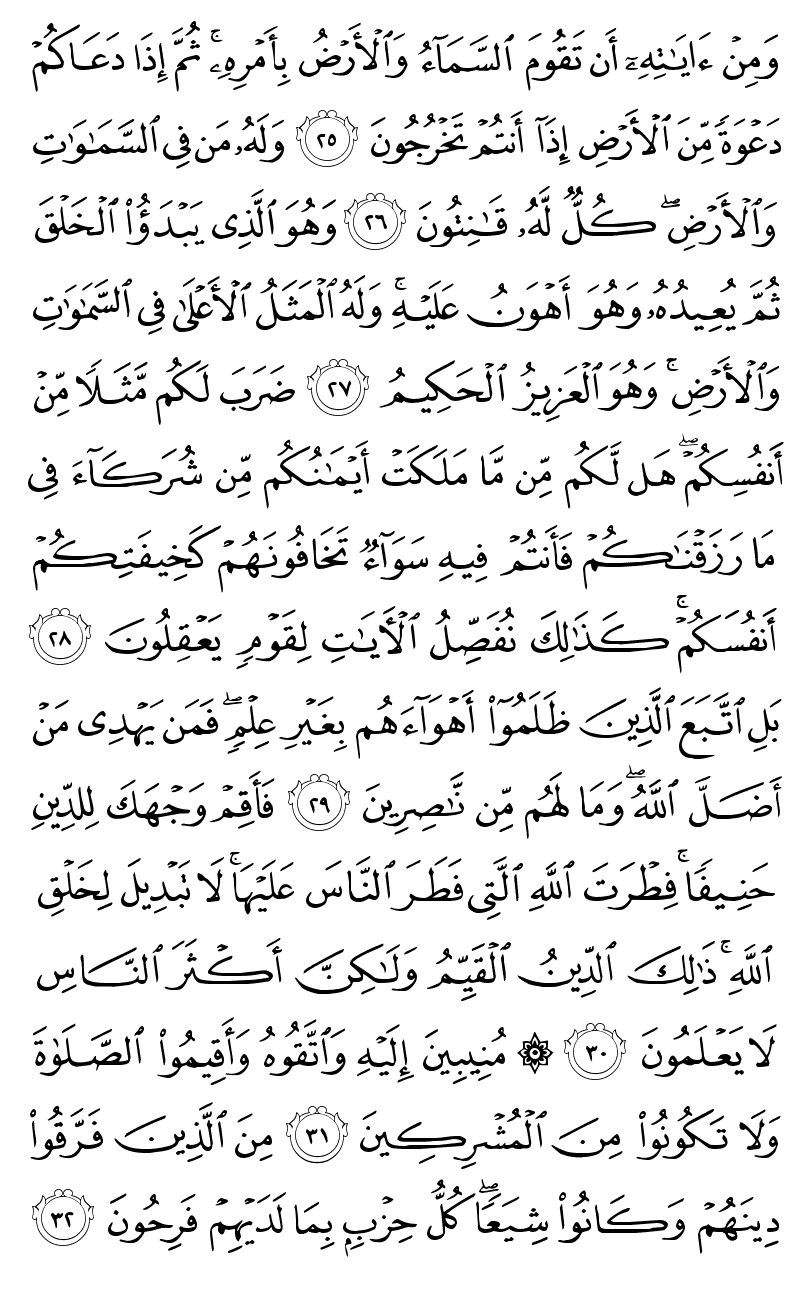 وَمِنْ ءَايَٰتِهِۦٓ أَن تَقُومَ ٱلسَّمَآءُ وَٱلْأَرْضُ بِأَمْرِهِۦ ۚ ثُمَّ إِذَا دَعَاكُمْ
دَعْوَةً مِّنَ ٱلْأَرْضِ إِذَآ أَنتُمْ تَخْرُجُونَ ٢٥ وَلَهُۥ مَن فِى ٱلسَّمَٰوَٰتِ
وَٱلْأَرْضِ ۖ كُلٌّ لَّهُۥ قَٰنِتُونَ ٢٦ وَهُوَ ٱلَّذِى يَبْدَؤُا۟ ٱلْخَلْقَ
ثُمَّ يُعِيدُهُۥ وَهُوَ أَهْوَنُ عَلَيْهِ ۚ وَلَهُ ٱلْمَثَلُ ٱلْأَعْلَىٰ فِى ٱلسَّمَٰوَٰتِ
وَٱلْأَرْضِ ۚ وَهُوَ ٱلْعَزِيزُ ٱلْحَكِيمُ ٢٧ ضَرَبَ لَكُم مَّثَلًا مِّنْ
أَنفُسِكُمْ ۖ هَل لَّكُم مِّن مَّا مَلَكَتْ أَيْمَٰنُكُم مِّن شُرَكَآءَ فِى
مَا رَزَقْنَٰكُمْ فَأَنتُمْ فِيهِ سَوَآءٌ تَخَافُونَهُمْ كَخِيفَتِكُمْ
أَنفُسَكُمْ ۚ كَذَٰلِكَ نُفَصِّلُ ٱلْءَايَٰتِ لِقَوْمٍ يَعْقِلُونَ ٢٨
بَلِ ٱتَّبَعَ ٱلَّذِينَ ظَلَمُوٓا۟ أَهْوَآءَهُم بِغَيْرِ عِلْمٍ ۖ فَمَن يَهْدِى مَنْ
أَضَلَّ ٱللَّهُ ۖ وَمَا لَهُم مِّن نَّٰصِرِينَ ٢٩ فَأَقِمْ وَجْهَكَ لِلدِّينِ
حَنِيفًا ۚ فِطْرَتَ ٱللَّهِ ٱلَّتِى فَطَرَ ٱلنَّاسَ عَلَيْهَا ۚ لَا تَبْدِيلَ لِخَلْقِ
ٱللَّهِ ۚ ذَٰلِكَ ٱلدِّينُ ٱلْقَيِّمُ وَلَٰكِنَّ أَكْثَرَ ٱلنَّاسِ
لَا يَعْلَمُونَ ٣٠ ۞ مُنِيبِينَ إِلَيْهِ وَٱتَّقُوهُ وَأَقِيمُوا۟ ٱلصَّلَوٰةَ
وَلَا تَكُونُوا۟ مِنَ ٱلْمُشْرِكِينَ ٣١ مِنَ ٱلَّذِينَ فَرَّقُوا۟
دِينَهُمْ وَكَانُوا۟ شِيَعًا ۖ كُلُّ حِزْبٍۭ بِمَا لَدَيْهِمْ فَرِحُونَ ٣٢